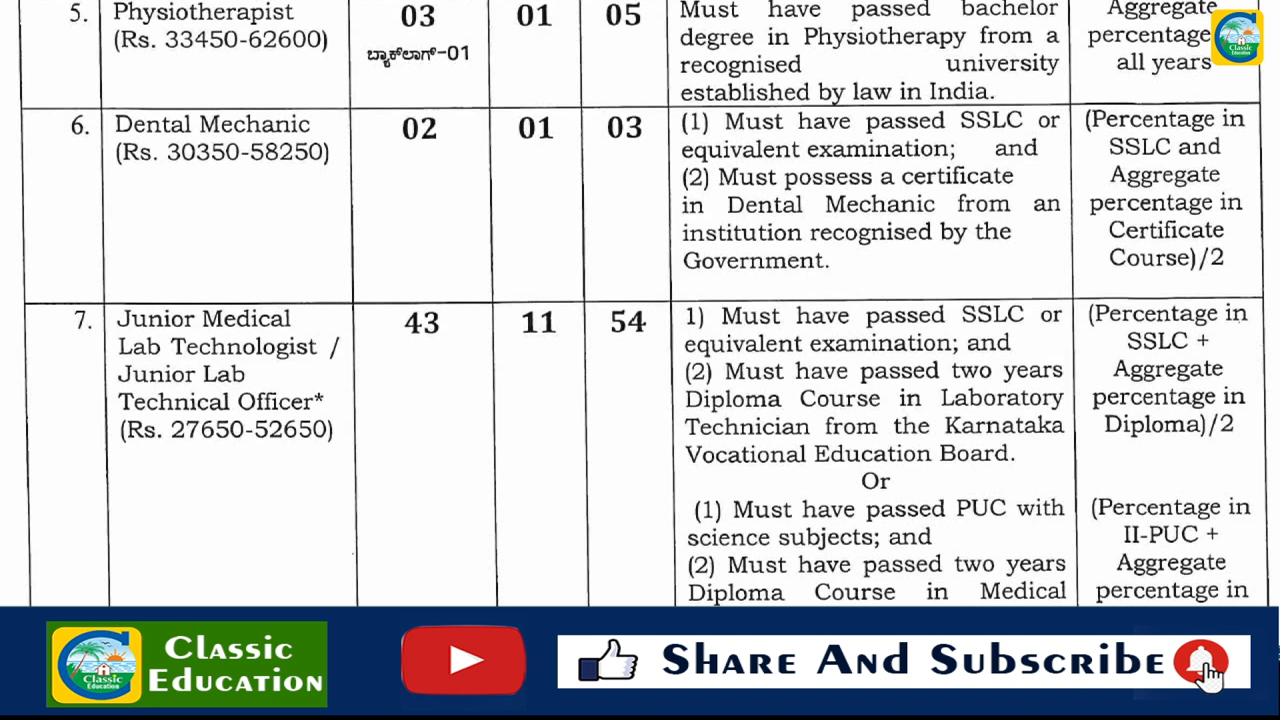 5.
Physiotherapist
(Rs. 33450-62600)
03
ಬ್ಯಾಕ್‌ಲಾಗ್-01
01
05
Must have passed bachelor
degree in Physiotherapy from a
recognised university
established by law in India.
Aggregate
percentage
all years
6.
Dental Mechanic
(Rs. 30350-58250)
02
01
03
(1) Must have passed SSLC or
equivalent examination; and
(2) Must possess a certificate
in Dental Mechanic from an
institution recognised by the
Government.
(Percentage in
SSLC and
Aggregate
percentage in
Certificate
Course)/2
7.
Junior Medical
Lab Technologist /
Junior Lab
Technical Officer*
(Rs. 27650-52650)
43
11
54
1) Must have passed SSLC or
equivalent examination; and
(2) Must have passed two years
Diploma Course in Laboratory
Technician from the Karnataka
Vocational Education Board.
Or
(1) Must have passed PUC with
science subjects; and
(2) Must have passed two years
Diploma Course in Medical
(Percentage in
SSLC +
Aggregate
percentage in
Diploma)/2
(Percentage in
II-PUC +
Aggregate
percentage in
Classic
Education
Classic
Education
Classic
Education
Share And Subscribe